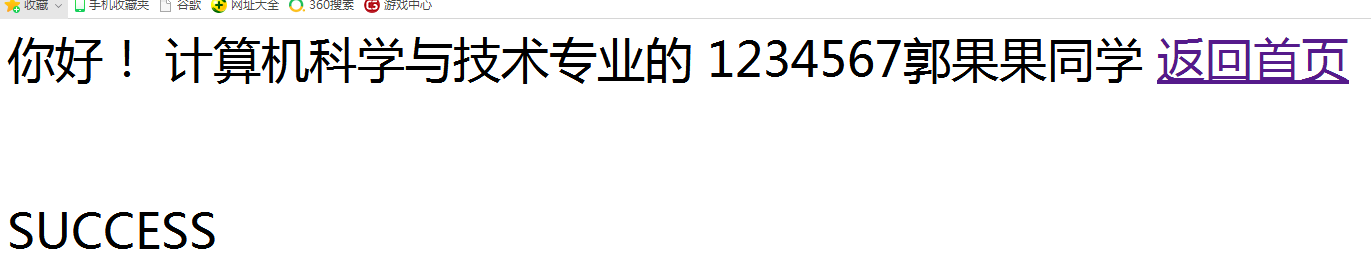 收藏 手机收藏夹 谷歌 网址大全 360搜索 游戏中心
你好！ 计算机科学与技术专业的 1234567郭果果同学 返回首页
SUCCESS